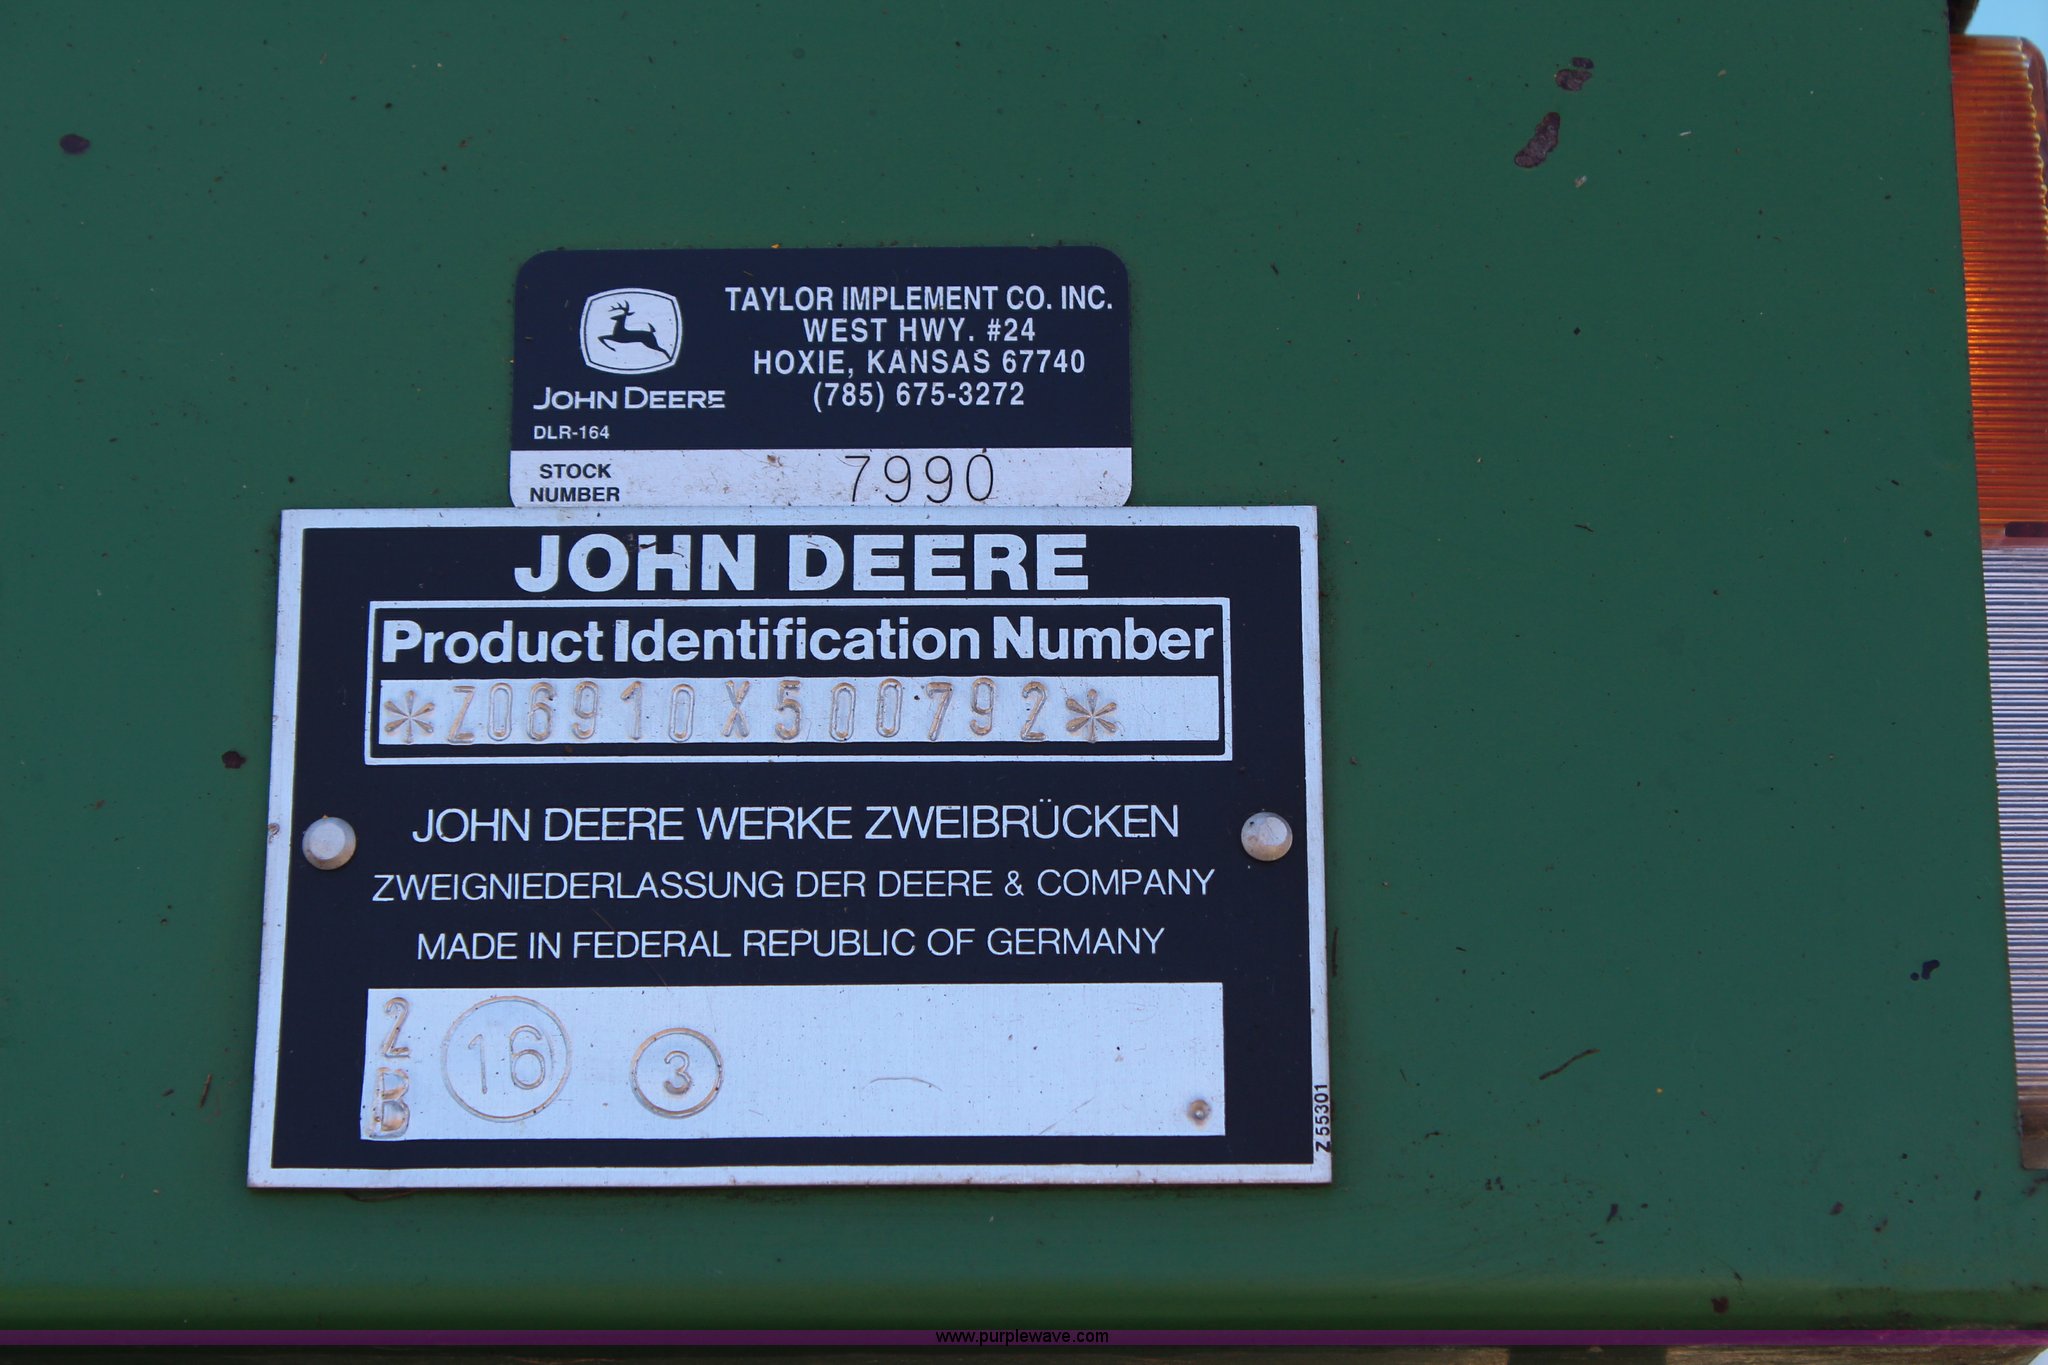 TAYLOR IMPLEMENT CO. INC.
WEST HWY. #24
HOXIE, KANSAS 67740
(785) 675-3272
JOHN DEERE
DLR-164
STOCK
NUMBER
7990
JOHN DEERE
Product Identification Number
*Z06910X500792*
JOHN DEERE WERKE ZWEIBRÜCKEN
ZWEIGNIEDERLASSUNG DER DEERE & COMPANY
MADE IN FEDERAL REPUBLIC OF GERMANY
2
B
16
3
Z 55301
www.purplewave.com